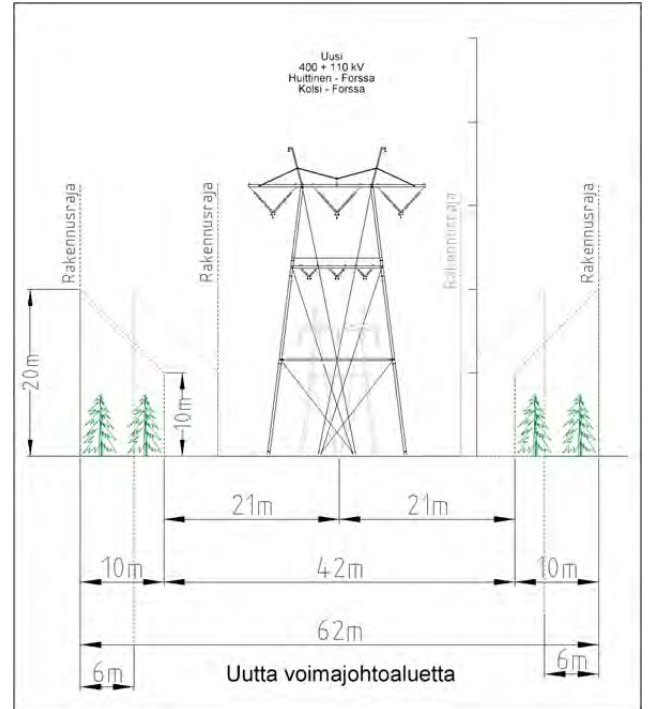 Uusi
400 + 110 kV
Huittinen - Forssa
Kolsi - Forssa
Rakennusraja
Rakennusraja
Rakennusraja
Rakennusraja
20m
10m
21m
21m
10m
42m
10m
62m
6m
6m
Uutta voimajohtoaluetta